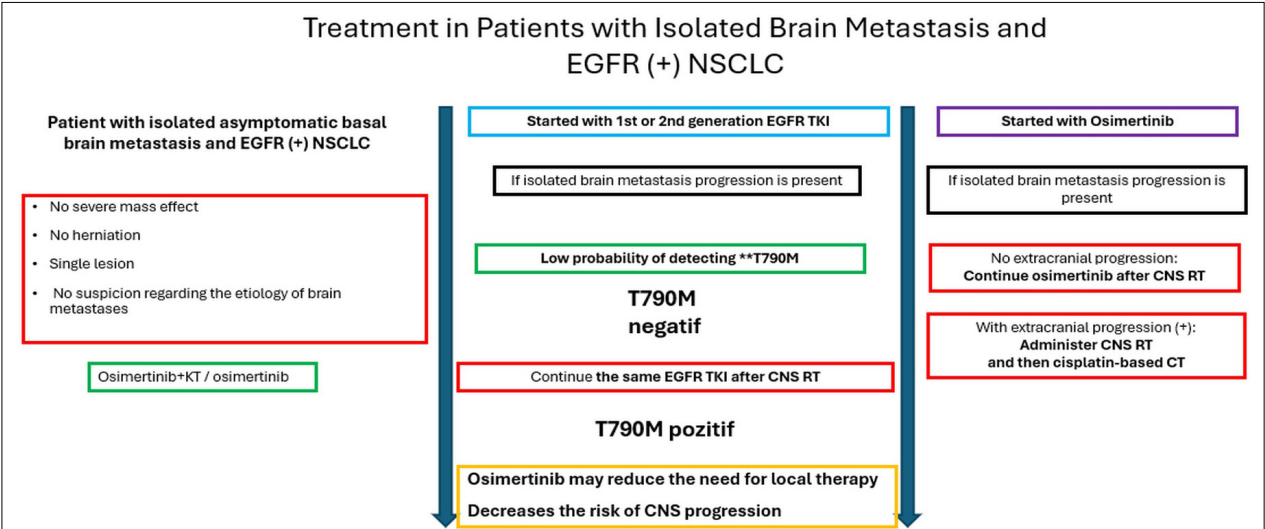 Treatment in Patients with Isolated Brain Metastasis and
EGFR (+) NSCLC
Patient with isolated asymptomatic basal
brain metastasis and EGFR (+) NSCLC
• No severe mass effect
• No herniation
• Single lesion
• No suspicion regarding the etiology of brain
metastases
Osimertinib+KT / osimertinib
Started with 1st or 2nd generation EGFR TKI
If isolated brain metastasis progression is present
Low probability of detecting **T790M
T790M
negatif
Continue the same EGFR TKI after CNS RT
T790M pozitif
Osimertinib may reduce the need for local therapy
Decreases the risk of CNS progression
Started with Osimertinib
If isolated brain metastasis progression is
present
No extracranial progression:
Continue osimertinib after CNS RT
With extracranial progression (+):
Administer CNS RT
and then cisplatin-based CT